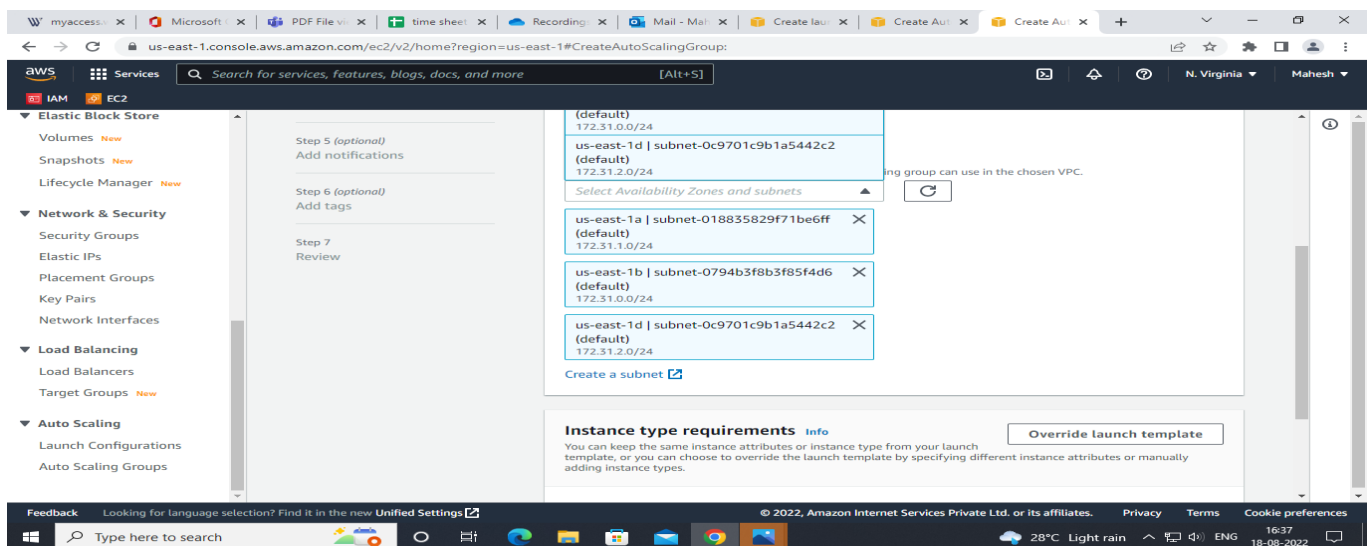 myaccess.
Microsoft
PDF File vi
time sheet
Recording
Mail - Mah
Create lau
Create Aut
Create Aut
us-east-1.console.aws.amazon.com/ec2/v2/home?region=us-east-1#CreateAutoScalingGroup:
aws
Services
Search for services, features, blogs, docs, and more
[Alt+S]
N. Virginia
Mahesh
IAM
EC2
Elastic Block Store
Volumes New
Snapshots New
Lifecycle Manager New
Network & Security
Security Groups
Elastic IPs
Placement Groups
Key Pairs
Network Interfaces
Load Balancing
Load Balancers
Target Groups New
Auto Scaling
Launch Configurations
Auto Scaling Groups
Step 5 (optional)
Add notifications
Step 6 (optional)
Add tags
Step 7
Review
(default)
172.31.0.0/24
us-east-1d | subnet-0c9701c9b1a5442c2
(default)
172.31.2.0/24
ing group can use in the chosen VPC.
Select Availability Zones and subnets
us-east-1a | subnet-018835829f71be6ff
(default)
172.31.1.0/24
us-east-1b | subnet-0794b3f8b3f85f4d6
(default)
172.31.0.0/24
us-east-1d | subnet-0c9701c9b1a5442c2
(default)
172.31.2.0/24
Create a subnet
Instance type requirements Info
Override launch template
You can keep the same instance attributes or instance type from your launch
template, or you can choose to override the launch template by specifying different instance attributes or manually
adding instance types.
Feedback
Looking for language selection? Find it in the new Unified Settings
© 2022, Amazon Internet Services Private Ltd. or its affiliates.
Privacy
Terms
Cookie preferences
Type here to search
28°C Light rain
ENG
16:37
18-08-2022